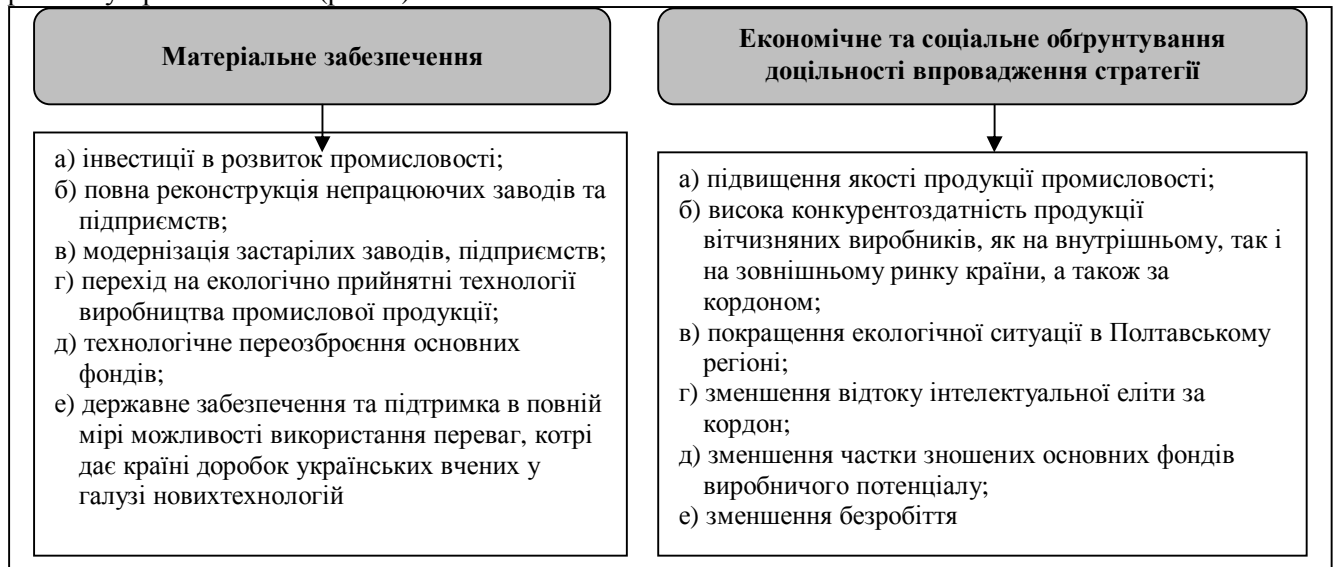 Матеріальне забезпечення
а) інвестиції в розвиток промисловості;
б) повна реконструкція непрацюючих заводів та
підприємств;
в) модернізація застарілих заводів, підприємств;
г) перехід на екологічно прийнятні технології
виробництва промислової продукції;
д) технологічне переозброєння основних
фондів;
е) державне забезпечення та підтримка в повній
мірі можливості використання переваг, котрі
дає країні доробок українських вчених у
галузі новихтехнологій
Економічне та соціальне обґрунтування
доцільності впровадження стратегії
а) підвищення якості продукції промисловості;
б) висока конкурентоздатність продукції
вітчизняних виробників, як на внутрішньому, так і
на зовнішньому ринку країни, а також за
кордоном;
в) покращення екологічної ситуації в Полтавському
регіоні;
г) зменшення відтоку інтелектуальної еліти за
кордон;
д) зменшення частки зношених основних фондів
виробничого потенціалу;
е) зменшення безробіття